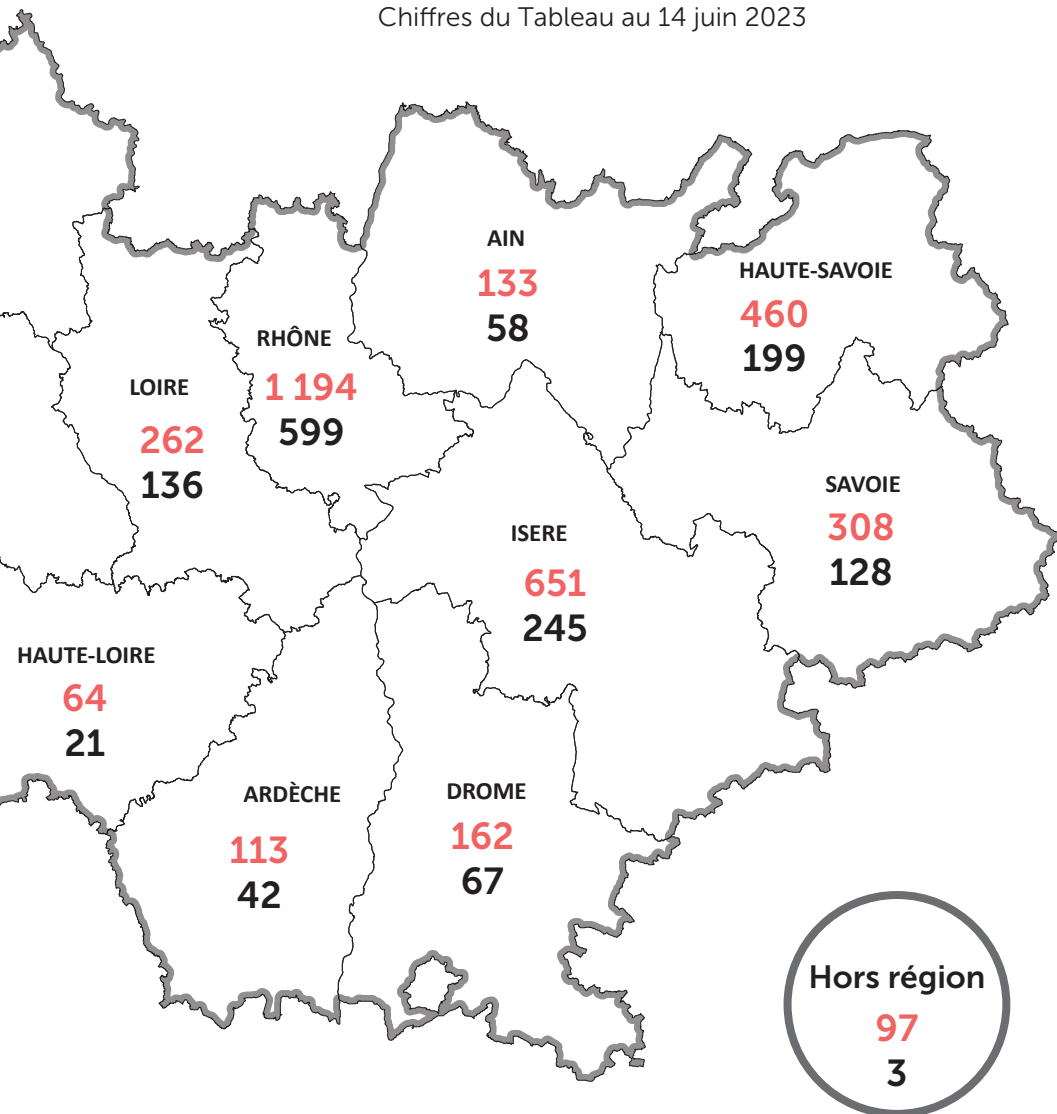 Chiffres du Tableau au 14 juin 2023
AIN
133
58
HAUTE-SAVOIE
460
199
RHÔNE
1 194
599
LOIRE
262
136
SAVOIE
308
128
ISERE
651
245
HAUTE-LOIRE
64
21
ARDÈCHE
113
42
DROME
162
67
Hors région
97
3